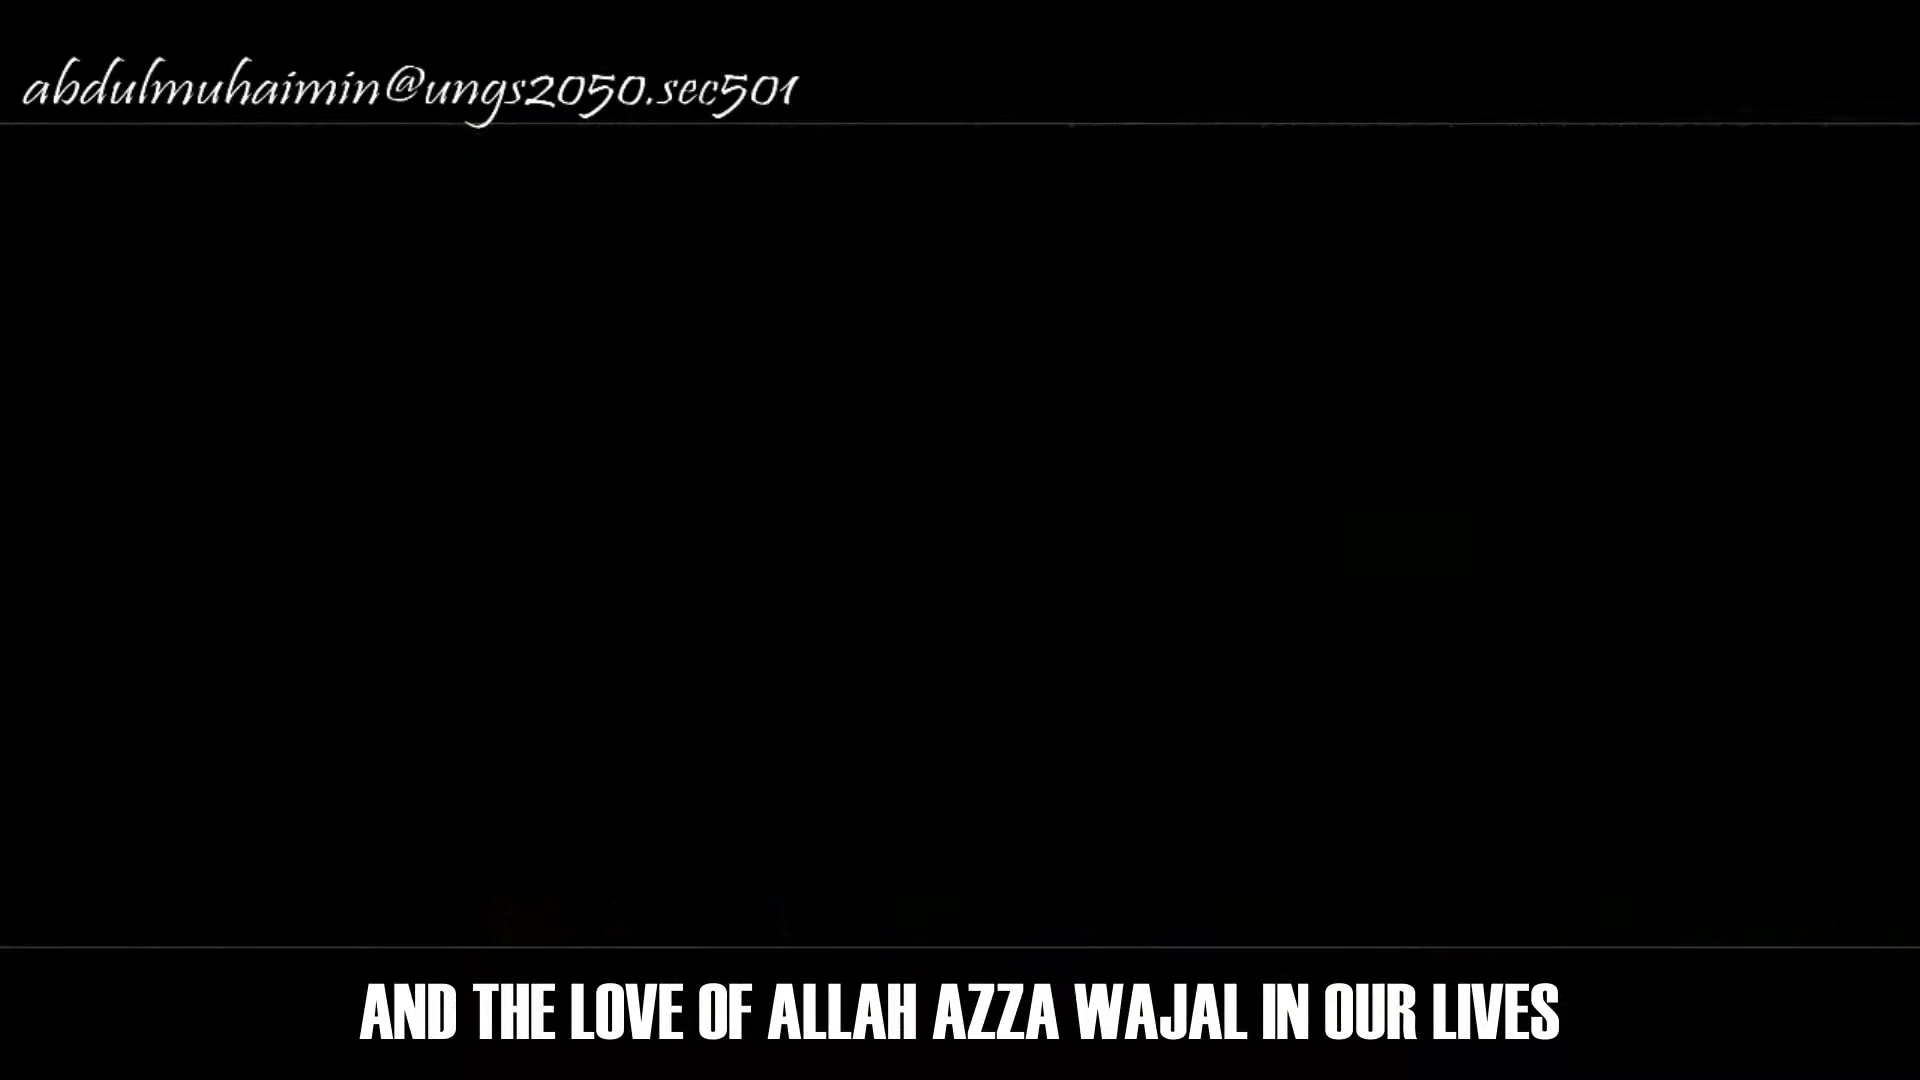 abdulmuhaimin@ungs2050.sec501
AND THE LOVE OF ALLAH AZZA WAJAL IN OUR LIVES